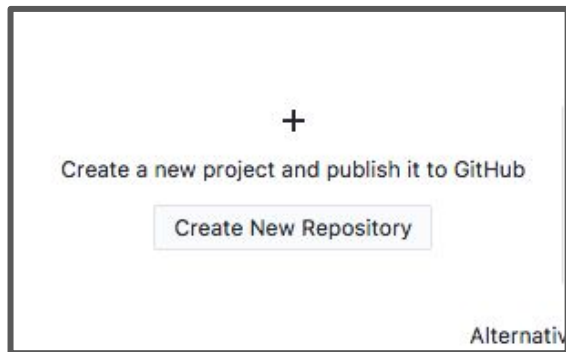 +
Create a new project and publish it to GitHub
Create New Repository
Alternativ